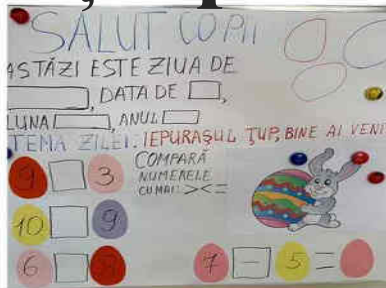 SALUT COPII
ASTĂZI ESTE ZIUA DE
, DATA DE ,
LUNA , ANUL
TEMA ZILEI: IEPURAȘUL ȚUP, BINE AI VENI
COMPARĂ
NUMERELE
CU MAI: > < =
9 3
10 9
6
7 - 5 =